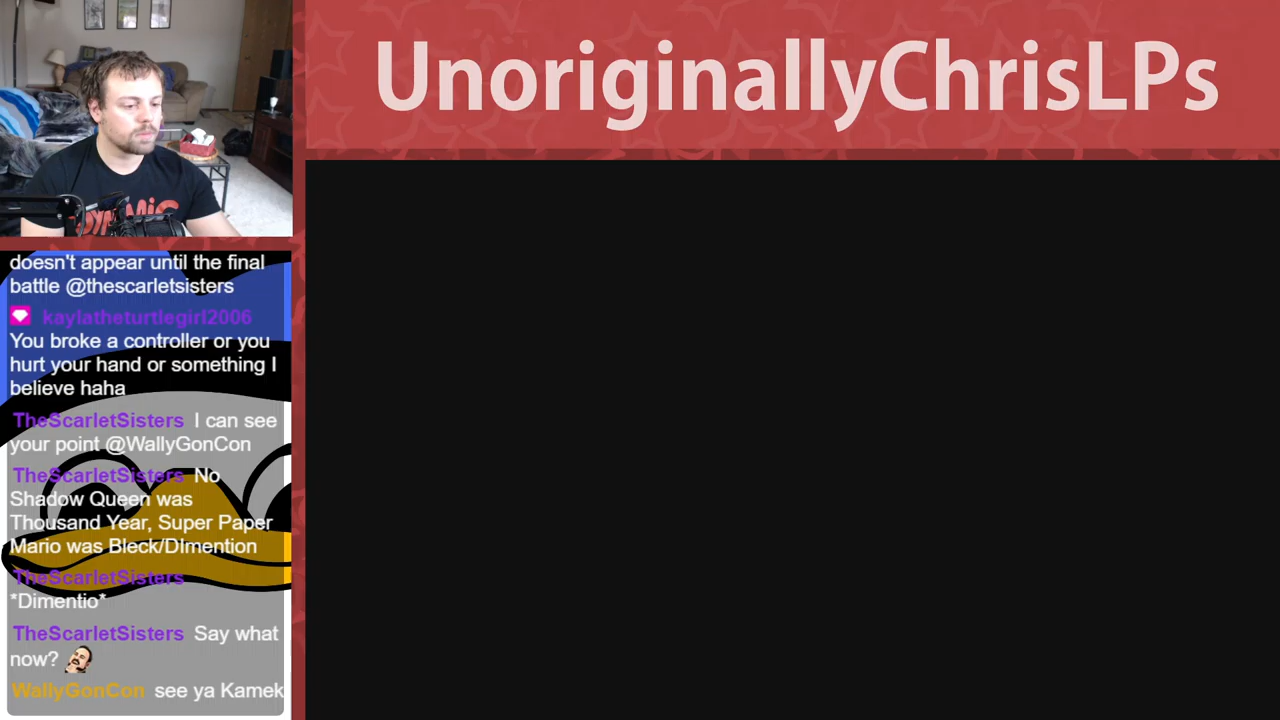 UnoriginallyChrisLPs
doesn't appear until the final
battle @thescarletsisters
kaylatheturtlegirl2006
You broke a controller or you
hurt your hand or something I
believe haha
TheScarletSisters I can see
your point @WallyGonCon
TheScarletSisters No
Shadow Queen was
Thousand Year, Super Paper
Mario was Bleck/DImention
TheScarletSisters
*Dimentio*
TheScarletSisters Say what
now?
WallyGonCon see ya Kamek